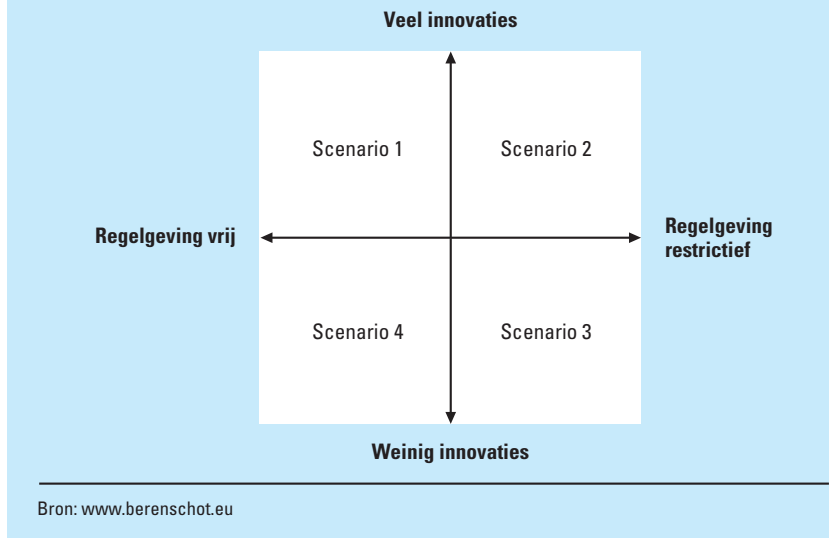 Veel innovaties
Scenario 1
Scenario 2
Regelgeving vrij
Regelgeving
restrictief
Scenario 4
Scenario 3
Weinig innovaties
Bron: www.berenschot.eu